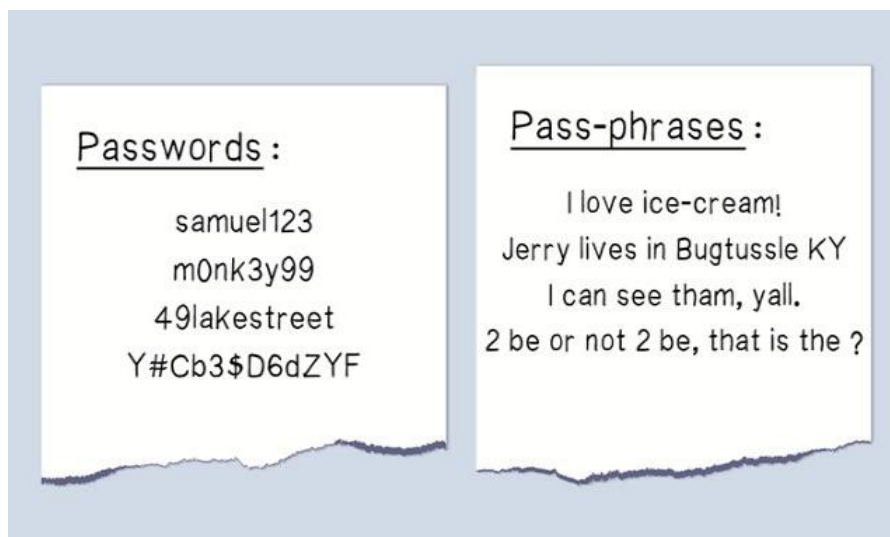 Passwords:
samuel123
m0nk3y99
49lakestreet
Y#Cb3$D6dZYF
Pass-phrases:
I love ice-cream!
Jerry lives in Bugtussle KY
I can see tham, yall.
2 be or not 2 be, that is the ?